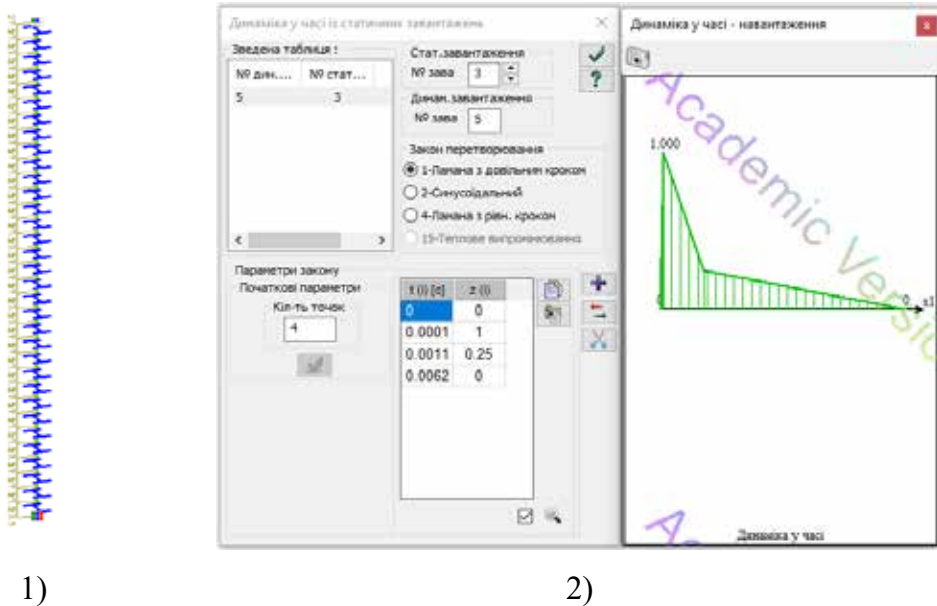 Динаміка у часі із статичних завантажень
Зведена таблиця :
№ дин.... № стат...
5 3
Стат.завантаження
№ зава 3
Динам.завантаження
№ зава 5
Закон перетворювання
1-Ламана з довільним кроком
2-Синусоїдальний
4-Ламана з рівн. кроком
15-Теплове випромінювання
Параметри закону
Початкові параметри
Кіл-ть точок
4
t (i) [c] z (i)
0 0
0.0001 1
0.0011 0.25
0.0062 0
Динаміка у часі - навантаження
Academic Versio
1.000
0
0.
Динаміка у часі
1)
2)